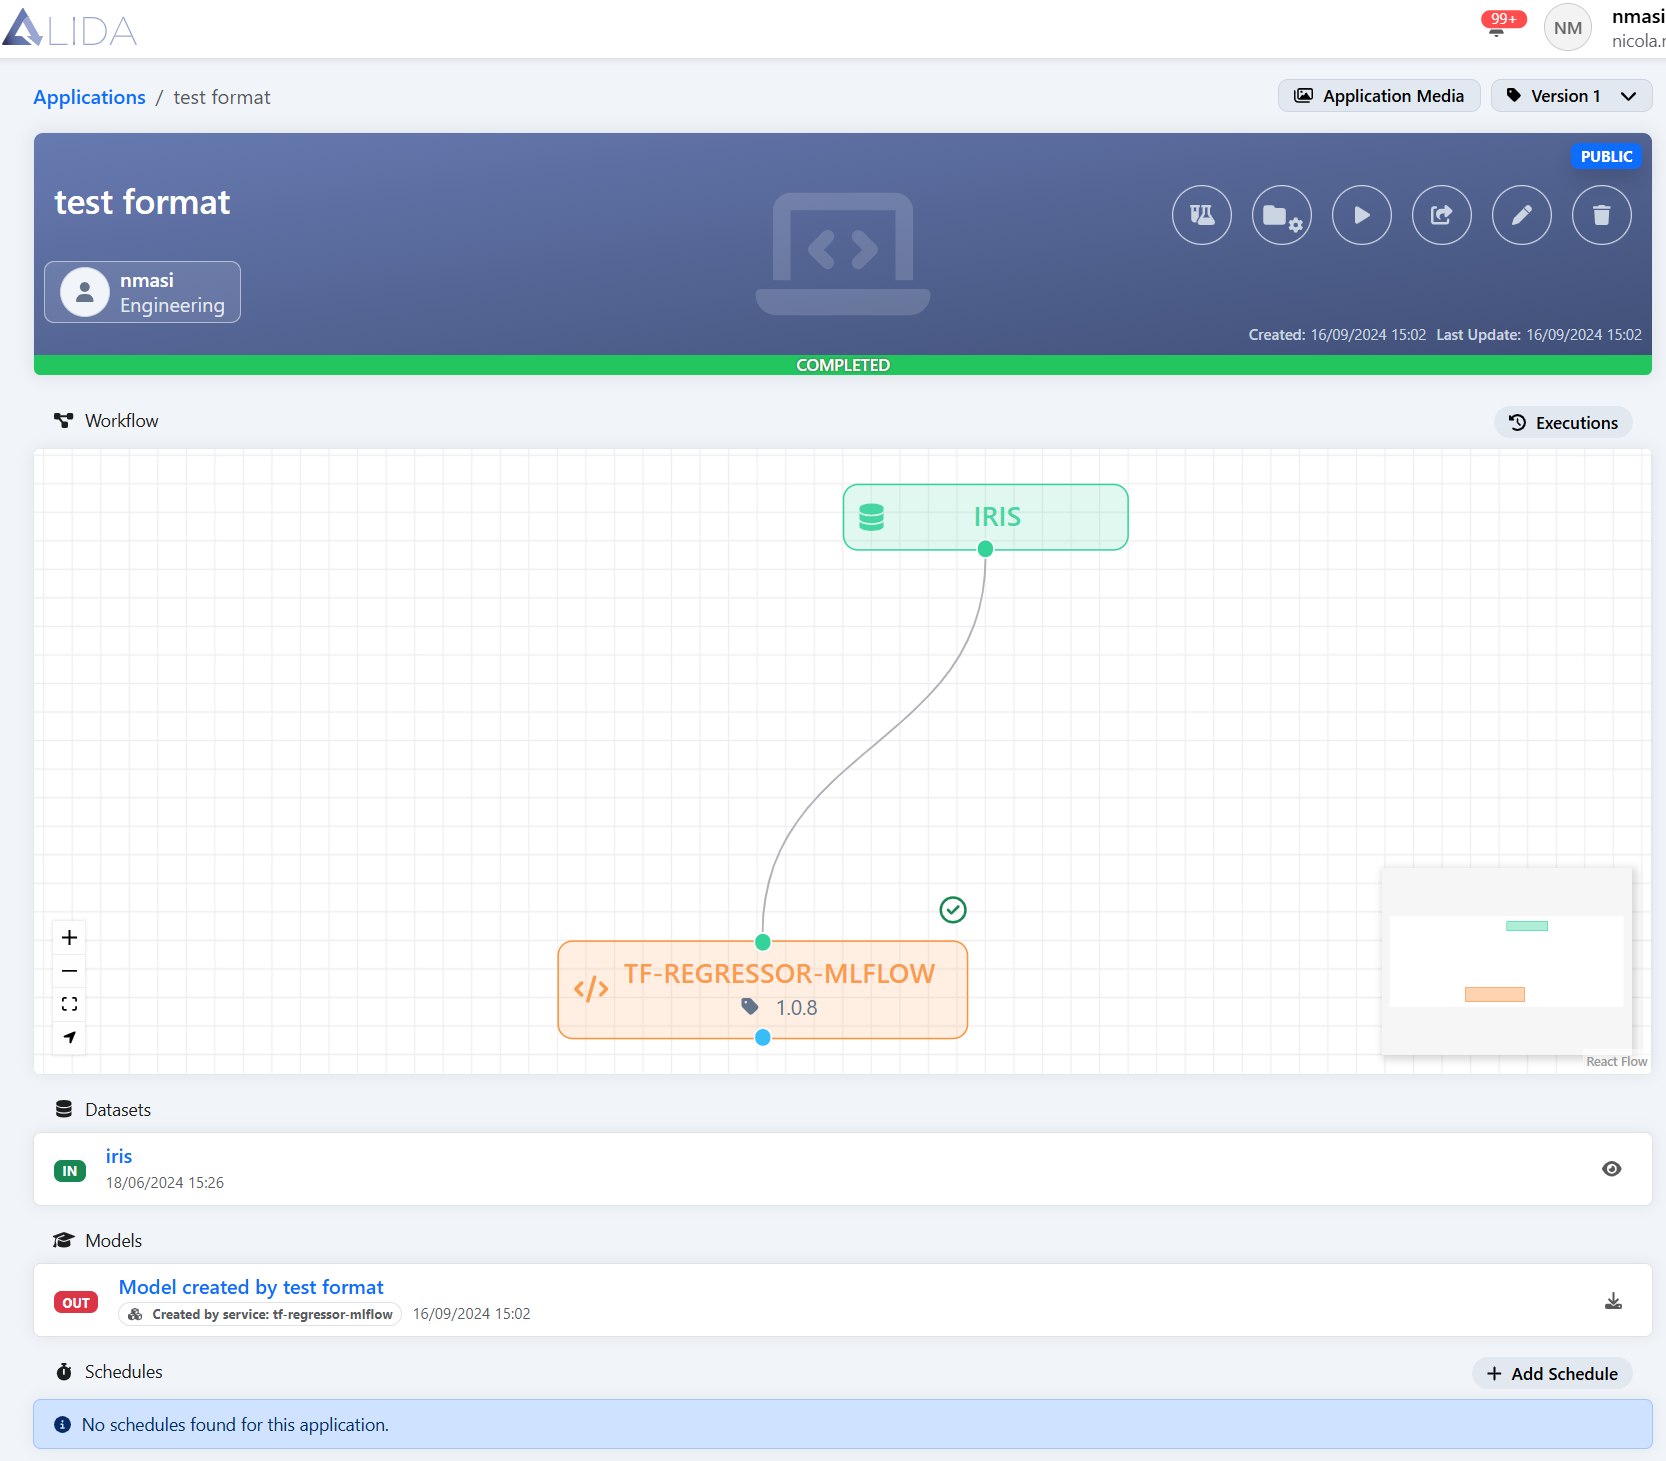 ALIDA
99+
NM
nmasi
nicola.r
Applications / test format
Application Media
Version 1
PUBLIC
test format
nmasi
Engineering
Created: 16/09/2024 15:02 Last Update: 16/09/2024 15:02
COMPLETED
Workflow
Executions
IRIS
TF-REGRESSOR-MLFLOW
1.0.8
React Flow
Datasets
IN
iris
18/06/2024 15:26
Models
OUT
Model created by test format
Created by service: tf-regressor-mlflow 16/09/2024 15:02
Schedules
Add Schedule
No schedules found for this application.